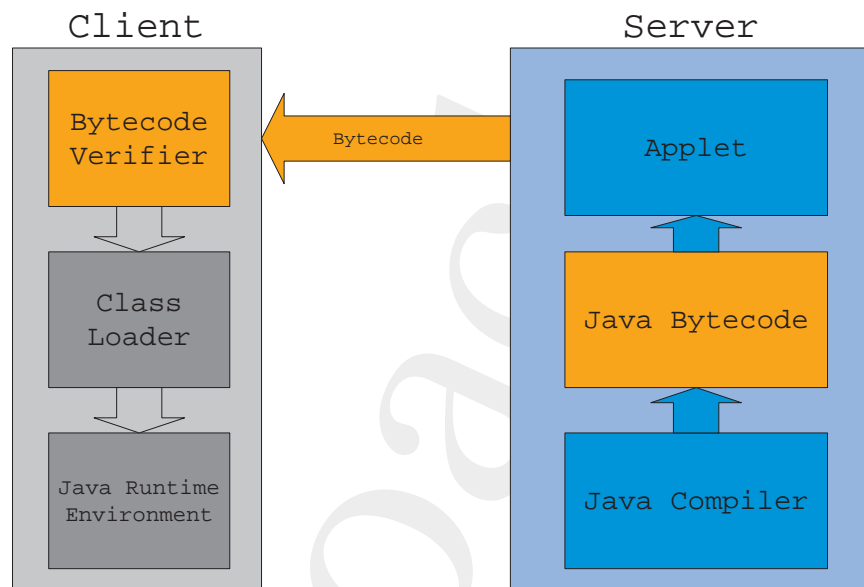 Client
Server
Bytecode
Verifier
Bytecode
Applet
Class
Loader
Java Bytecode
Java Runtime
Environment
Java Compiler